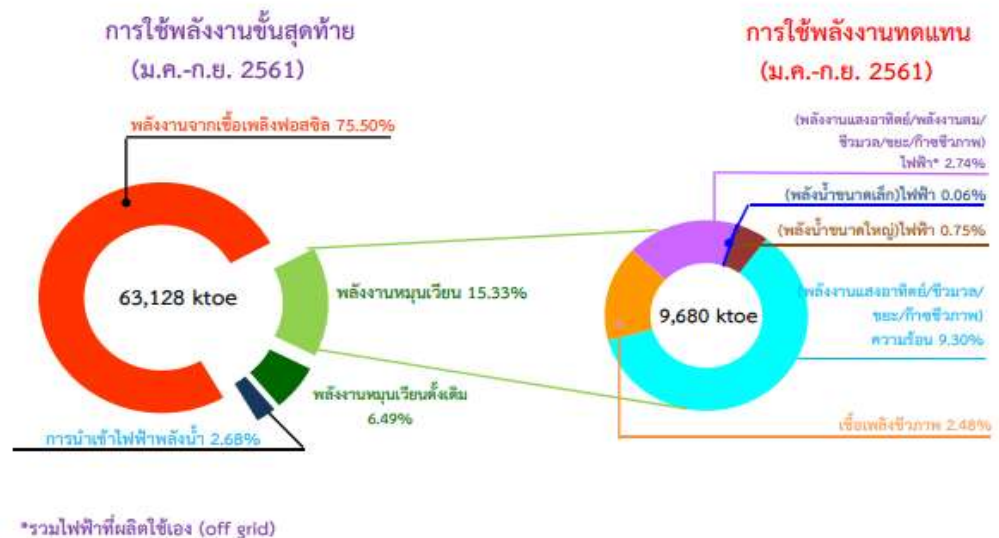 การใช้พลังงานขั้นสุดท้าย
(ม.ค.-ก.ย. 2561)
พลังงานจากเชื้อเพลิงฟอสซิล 75.50%
63,128 ktoe
พลังงานหมุนเวียน 15.33%
พลังงานหมุนเวียนดั้งเดิม
6.49%
การนำเข้าไฟฟ้าพลังน้ำ 2.68%
การใช้พลังงานทดแทน
(ม.ค.-ก.ย. 2561)
(พลังงานแสงอาทิตย์/พลังงานลม/
ชีวมวล/ขยะ/ก๊าซชีวภาพ)
ไฟฟ้า* 2.74%
(พลังน้ำขนาดเล็ก)ไฟฟ้า 0.06%
(พลังน้ำขนาดใหญ่)ไฟฟ้า 0.75%
9,680 ktoe
(พลังงานแสงอาทิตย์/ชีวมวล/
ขยะ/ก๊าซชีวภาพ)
ความร้อน 9.30%
เชื้อเพลิงชีวภาพ 2.48%
*รวมไฟฟ้าที่ผลิตใช้เอง (off grid)